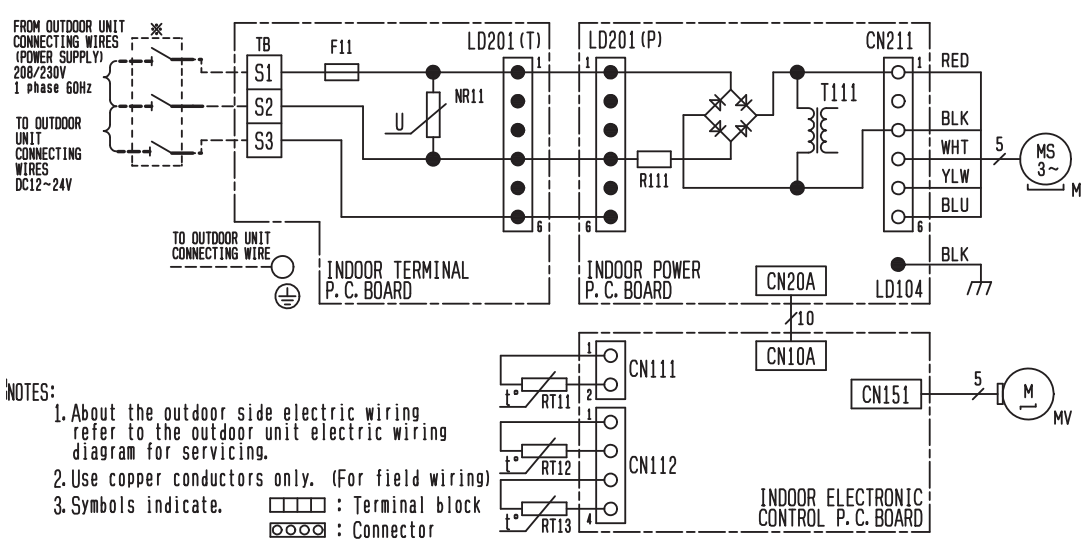 FROM OUTDOOR UNIT
CONNECTING WIRES
(POWER SUPPLY)
208/230V
1 phase 60Hz
※
TO OUTDOOR
UNIT
CONNECTING
WIRES
DC12~24V
TB
S1
S2
S3
F11
NR11
U
LD201(T)
1
6
TO OUTDOOR UNIT
CONNECTING WIRE
INDOOR TERMINAL
P. C. BOARD
LD201(P)
1
6
R111
T111
CN211
1
6
RED
BLK
WHT
YLW
BLU
5
MS
3~
M
BLK
LD104
INDOOR POWER
P. C. BOARD
CN20A
10
CN10A
1
2
CN111
t°
RT11
1
4
CN112
t°
RT12
t°
RT13
CN151
5
M
MV
INDOOR ELECTRONIC
CONTROL P. C. BOARD
NOTES:
1. About the outdoor side electric wiring
refer to the outdoor unit electric wiring
diagram for servicing.
2. Use copper conductors only. (For field wiring)
3. Symbols indicate.
: Terminal block
: Connector